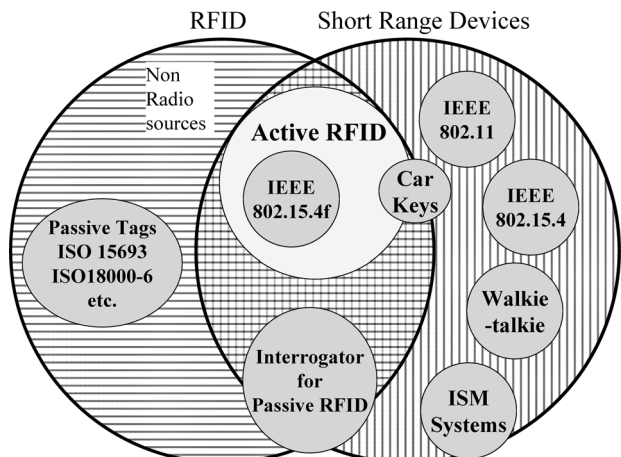 RFID
Short Range Devices
Non
Radio
sources
Active RFID
IEEE
802.15.4f
Car
Keys
IEEE
802.11
IEEE
802.15.4
Passive Tags
ISO 15693
ISO18000-6
etc.
Walkie
-talkie
Interrogator
for
Passive RFID
ISM
Systems